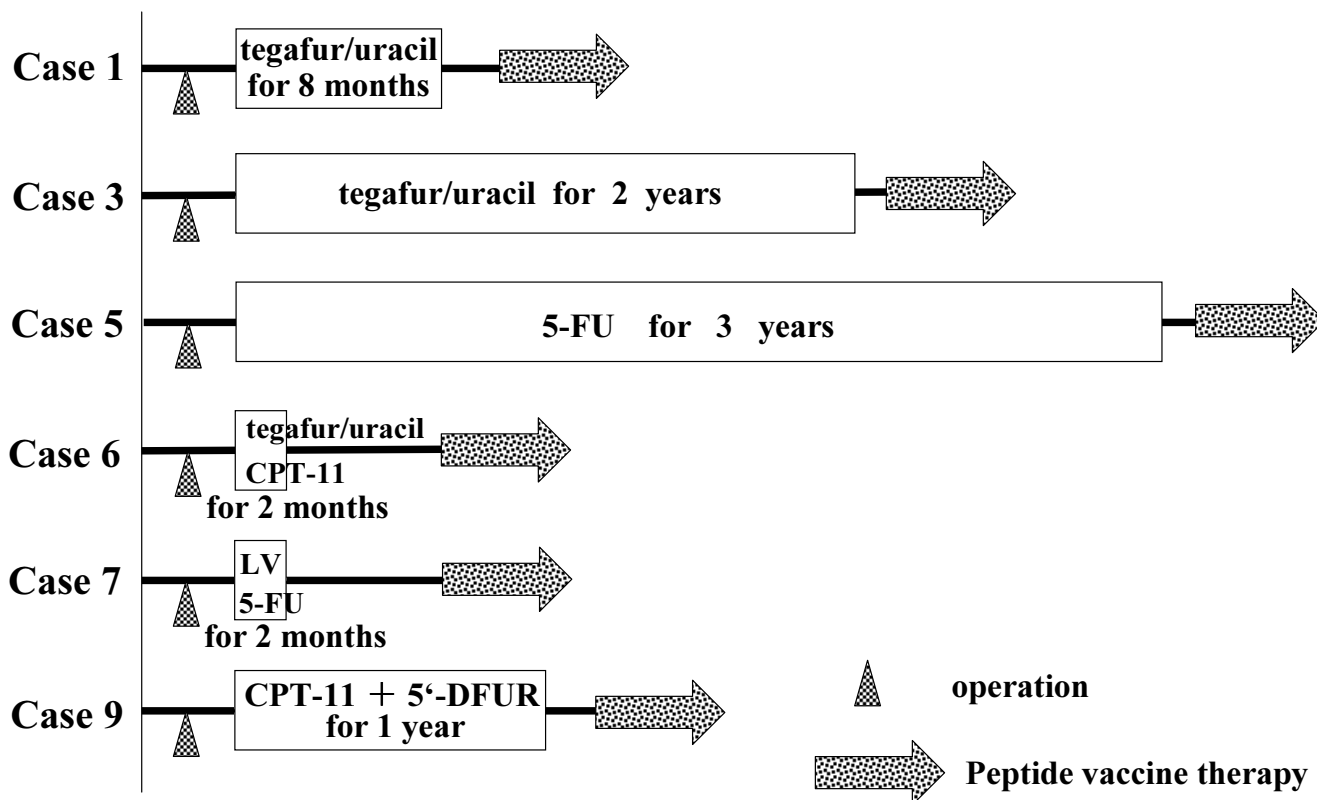 Case 1
tegafur/uracil
for 8 months
Case 3
tegafur/uracil for 2 years
Case 5
5-FU for 3 years
Case 6
tegafur/uracil
CPT-11
for 2 months
Case 7
LV
5-FU
for 2 months
Case 9
CPT-11 + 5‘-DFUR
for 1 year
operation
Peptide vaccine therapy